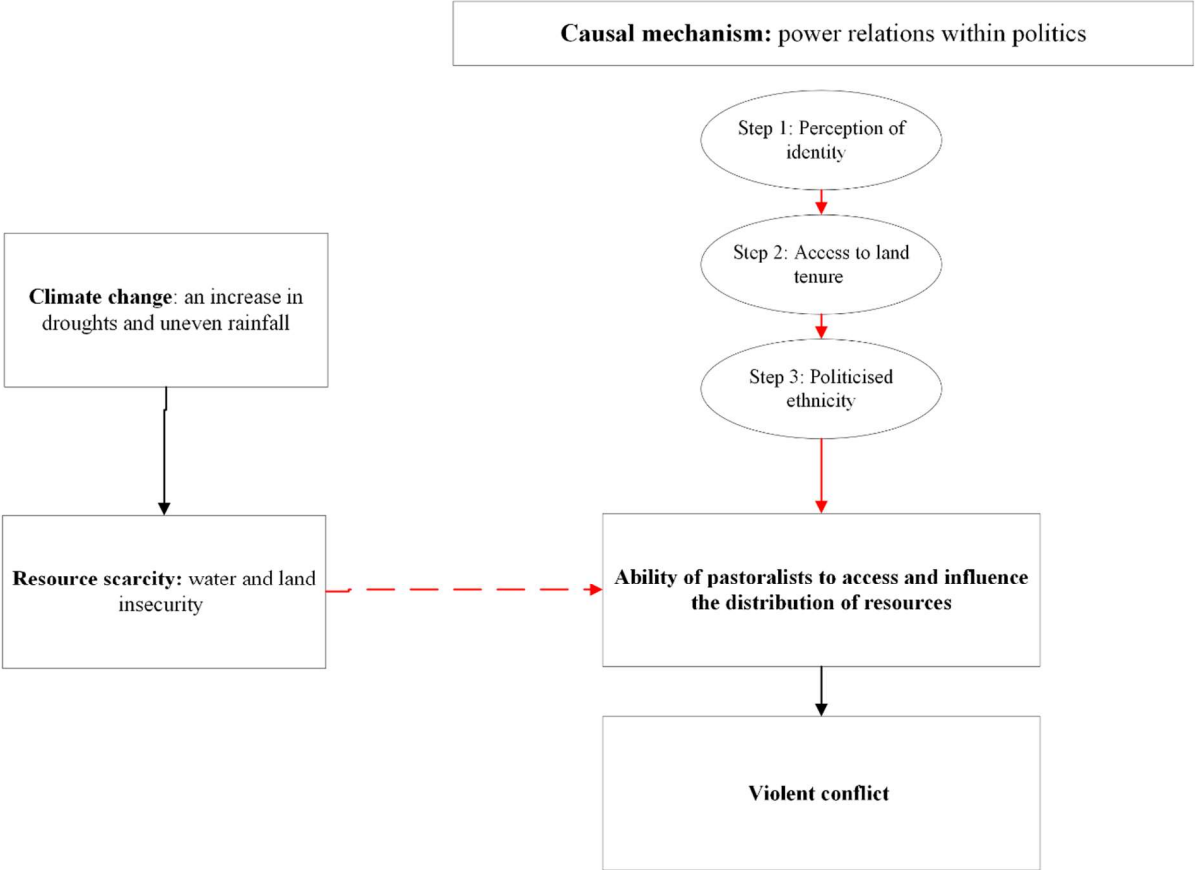 Causal mechanism: power relations within politics
Step 1: Perception of
identity
Step 2: Access to land
tenure
Step 3: Politicised
ethnicity
Climate change: an increase in
droughts and uneven rainfall
Resource scarcity: water and land
insecurity
Ability of pastoralists to access and influence
the distribution of resources
Violent conflict